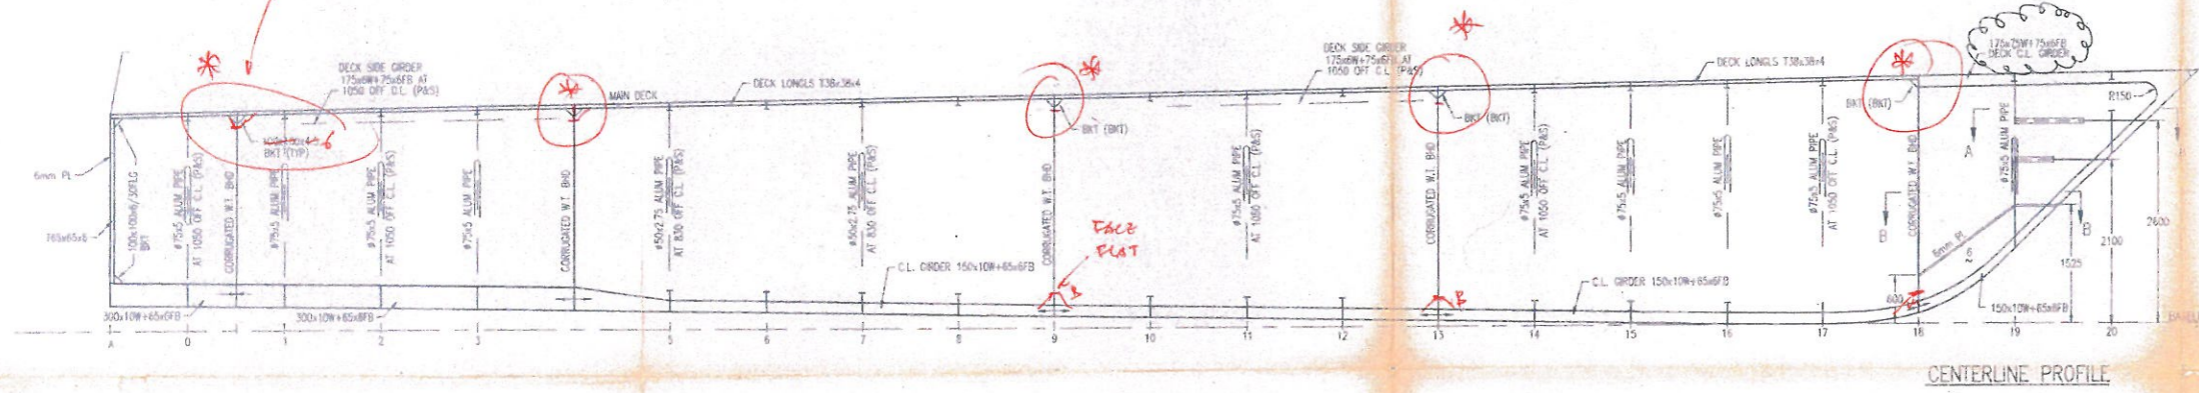 DECK SIDE GIRDER
175x6W+75x6FB AT
1050 OFF C.L. (P&S)
MAIN DECK
DECK LONGLS T38x38x4
DECK SIDE GIRDER
175x6W+75x6FB AT
1050 OFF C.L. (P&S)
DECK LONGLS T38x38x4
175x75W+75x6FB
DECK C.L. GIRDER
R150
BKT (TYP)
6
BKT (BKT)
BKT (BKT)
BKT (BKT)
A
6mm PL
100x100x6/50FLG
BKT
ø75x5 ALUM PIPE
AT 1050 OFF C.L. (P&S)
CORRUGATED W.T. BHD
ø75x5 ALUM PIPE
ø75x5 ALUM PIPE
AT 1050 OFF C.L. (P&S)
ø75x5 ALUM PIPE
CORRUGATED W.T. BHD
ø50x2.75 ALUM PIPE
AT 830 OFF C.L. (P&S)
ø50x2.75 ALUM PIPE
AT 830 OFF C.L. (P&S)
CORRUGATED W.T. BHD
ø75x5 ALUM PIPE
AT 1050 OFF C.L. (P&S)
CORRUGATED W.T. BHD
ø75x5 ALUM PIPE
AT 1050 OFF C.L. (P&S)
ø75x5 ALUM PIPE
ø75x5 ALUM PIPE
ø75x5 ALUM PIPE
AT 1050 OFF C.L. (P&S)
CORRUGATED W.T. BHD
ø75x5 ALUM PIPE
B
B
6mm PL
6
2600
2100
1525
600
FACE
FLAT
B
B
C.L. GIRDER 150x10W+65x6FB
C.L. GIRDER 150x10W+65x6FB
150x10W+65x6FB
300x10W+65x6FB
300x10W+65x6FB
A 0 1 2 3 5 6 7 8 9 10 11 12 13 14 15 16 17 18 19 20
CENTERLINE PROFILE